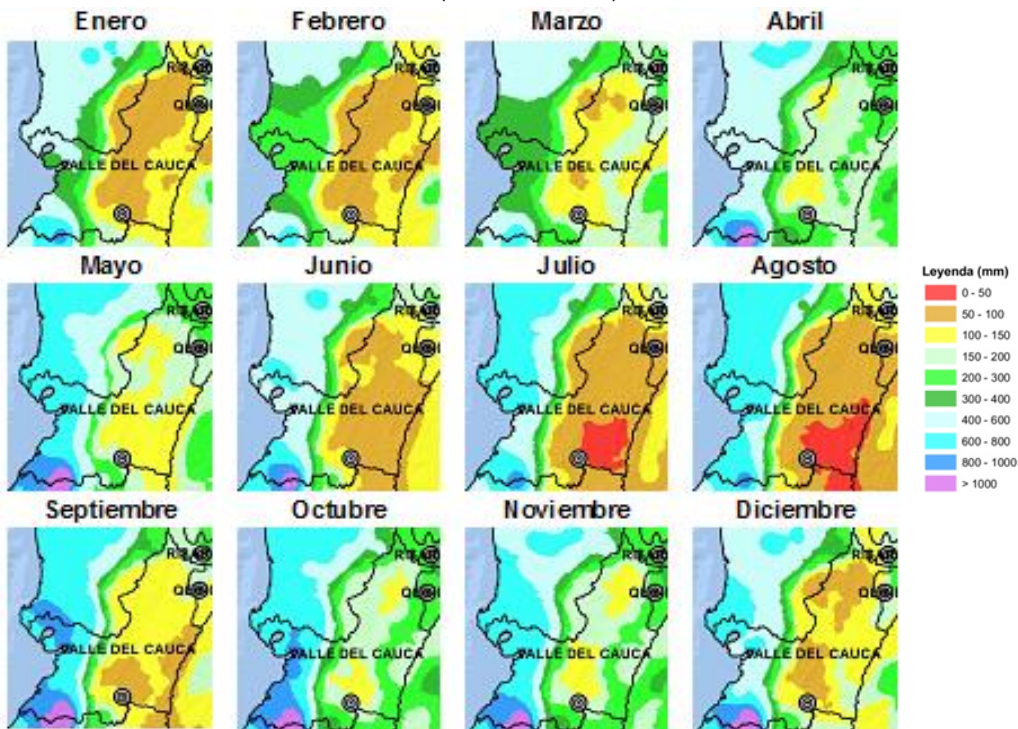 Enero Febrero Marzo Abril
VALLE DEL CAUCA VALLE DEL CAUCA VALLE DEL CAUCA VALLE DEL CAUCA
Mayo Junio Julio Agosto
VALLE DEL CAUCA VALLE DEL CAUCA VALLE DEL CAUCA VALLE DEL CAUCA
Septiembre Octubre Noviembre Diciembre
VALLE DEL CAUCA VALLE DEL CAUCA VALLE DEL CAUCA VALLE DEL CAUCA
Leyenda (mm)
0 - 50
50 - 100
100 - 150
150 - 200
200 - 300
300 - 400
400 - 600
600 - 800
800 - 1000
> 1000